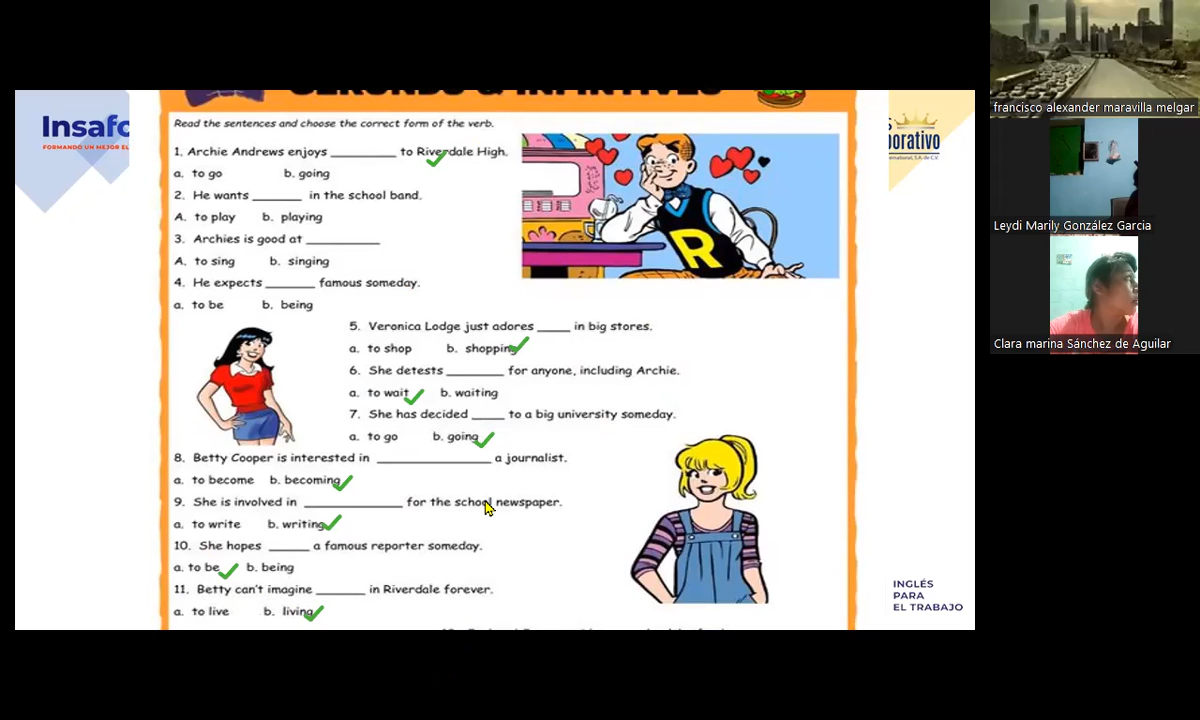 GERUNDS & INFINITIVES
Insafo
FORMANDO UN MEJOR EL
Read the sentences and choose the correct form of the verb.
1. Archie Andrews enjoys __________ to Riverdale High.
a. to go b. going
2. He wants _______ in the school band.
A. to play b. playing
3. Archies is good at ___________
A. to sing b. singing
4. He expects _______ famous someday.
a. to be b. being
5. Veronica Lodge just adores _____ in big stores.
a. to shop b. shopping
6. She detests ________ for anyone, including Archie.
a. to wait b. waiting
7. She has decided _____ to a big university someday.
a. to go b. going
8. Betty Cooper is interested in _________________ a journalist.
a. to become b. becoming
9. She is involved in _______________ for the school newspaper.
a. to write b. writing
10. She hopes ______ a famous reporter someday.
a. to be b. being
11. Betty can't imagine _______ in Riverdale forever.
a. to live b. living
R
orativo
ernational, S.A. de C.V.
INGLÉS
PARA
EL TRABAJO
francisco alexander maravilla melgar
Leydi Marily González Garcia
Clara marina Sánchez de Aguilar